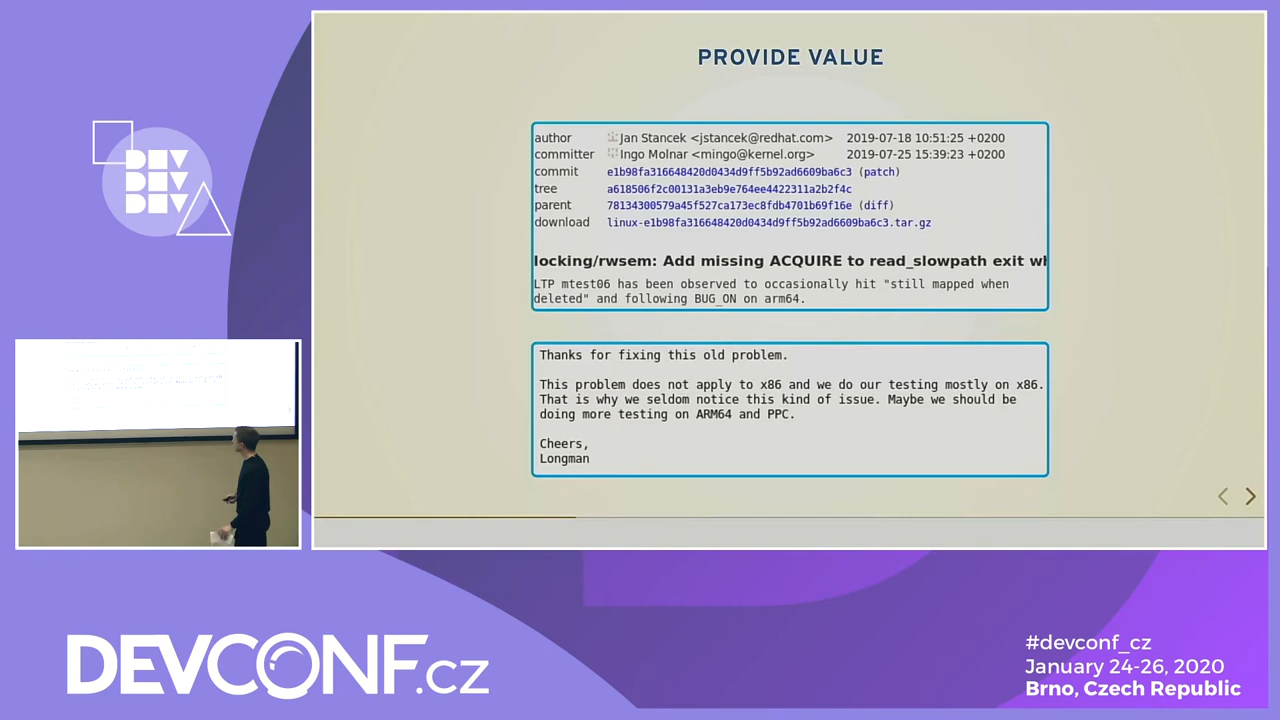 PROVIDE VALUE
author Jan Stancek <jstancek@redhat.com> 2019-07-18 10:51:25 +0200
committer Ingo Molnar <mingo@kernel.org> 2019-07-25 15:39:23 +0200
commit e1b98fa316648420d0434d9ff5b92ad6609ba6c3 (patch)
tree a618506f2c00131a3eb9e764ee4422311a2b2f4c
parent 78134300579a45f527ca173ec8fdb4701b69f16e (diff)
download linux-e1b98fa316648420d0434d9ff5b92ad6609ba6c3.tar.gz
locking/rwsem: Add missing ACQUIRE to read_slowpath exit wh
LTP mtest06 has been observed to occasionally hit "still mapped when
deleted" and following BUG_ON on arm64.
Thanks for fixing this old problem.
This problem does not apply to x86 and we do our testing mostly on x86.
That is why we seldom notice this kind of issue. Maybe we should be
doing more testing on ARM64 and PPC.
Cheers,
Longman
DEV
DEV
DEV
DEVCONF.cz
#devconf_cz
January 24-26, 2020
Brno, Czech Republic